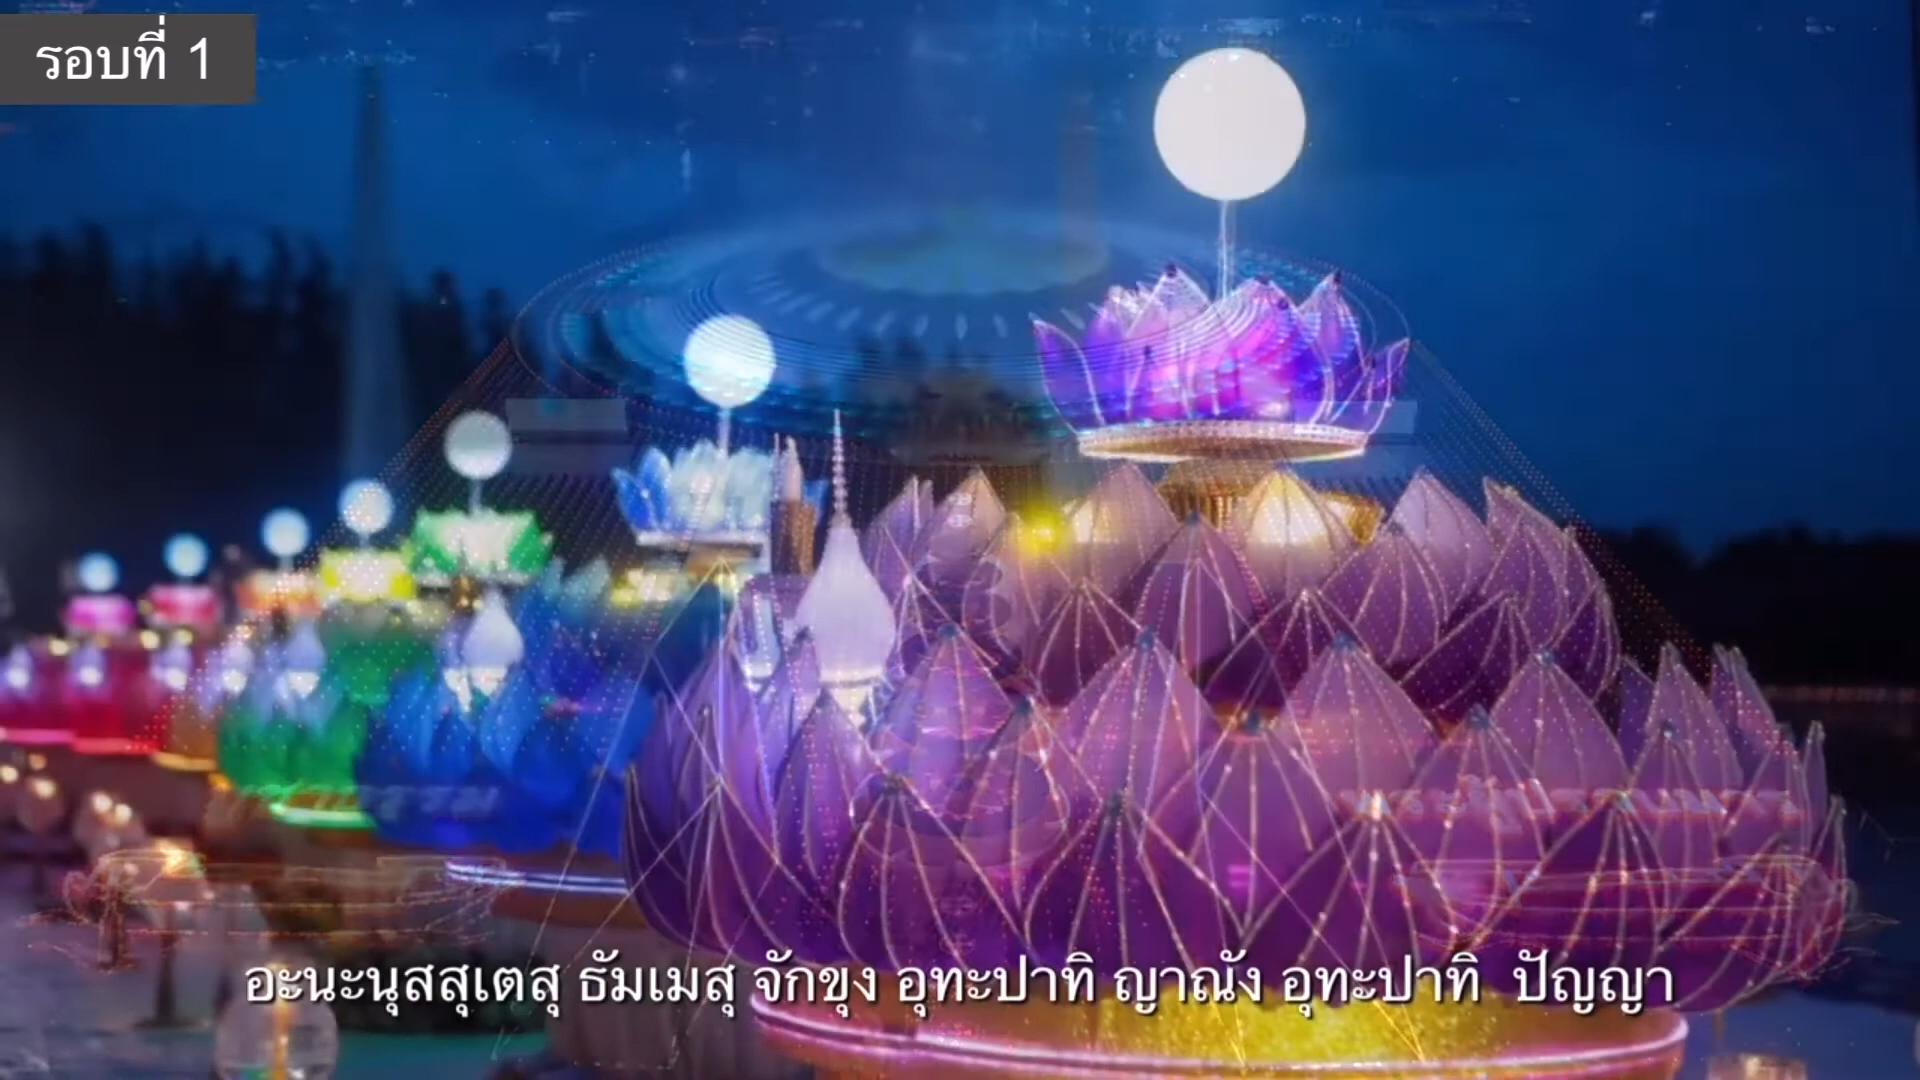 รอบที่ 1
อะนะนุสสุเตสุ ธัมเมสุ จักขุง อุทะปาทิ ญาณัง อุทะปาทิ  ปัญญา